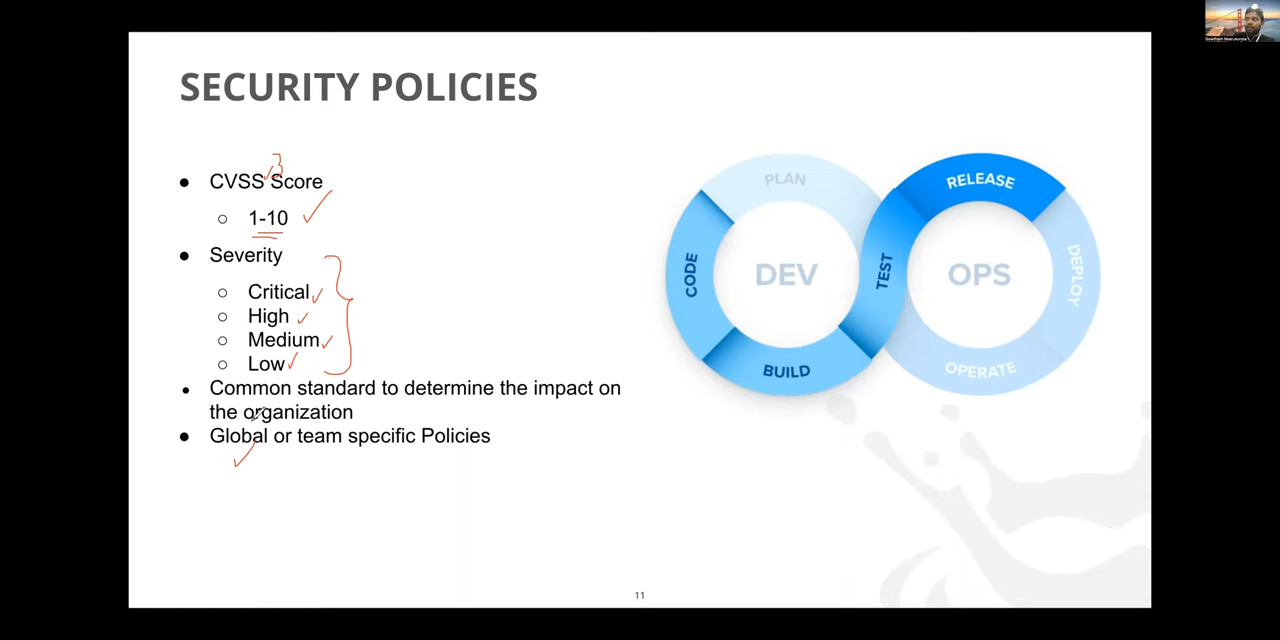 SECURITY POLICIES
3
● CVSS Score
○ 1-10
● Severity
○ Critical
○ High
○ Medium
○ Low
● Common standard to determine the impact on
the organization
● Global or team specific Policies
PLAN
CODE
DEV
BUILD
TEST
RELEASE
OPS
DEPLOY
OPERATE
11